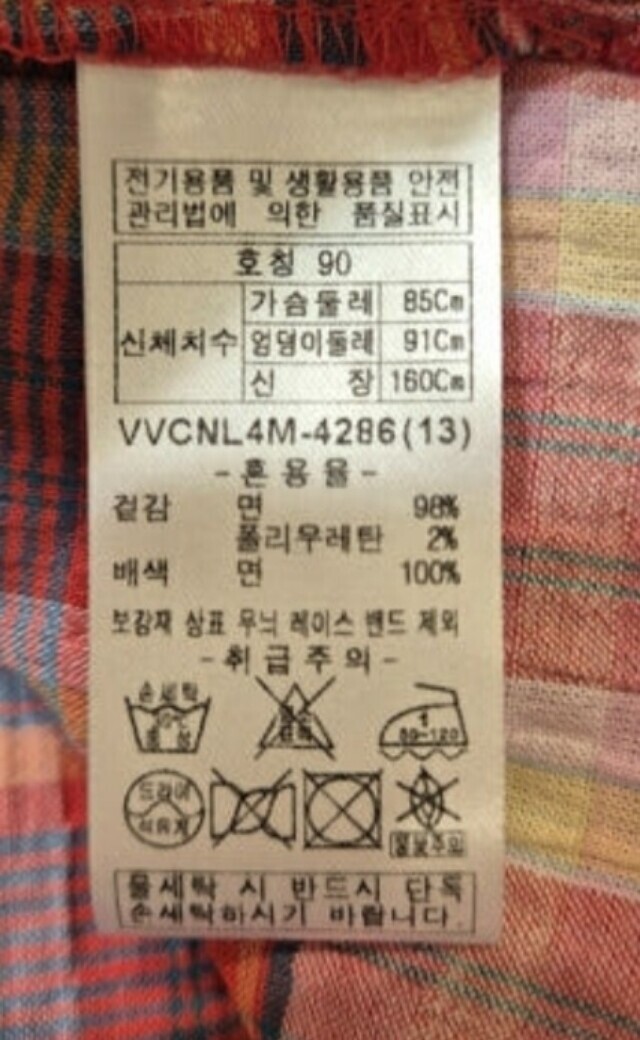 전기용품 및 생활용품 안전
관리법에 의한 품질표시
호칭 90
신체치수
가슴둘레 85Cm
엉덩이둘레 91Cm
신 장 160Cm
VVCNL4M-4286(13)
-혼용율-
겉감 면 98%
폴리우레탄 2%
배색 면 100%
보강재 상표 무늬 레이스 밴드 제외
-취급주의-
손세탁
중성
80~120
드라이
석유계
물세탁 시 반드시 단독
손세탁하시기 바랍니다.